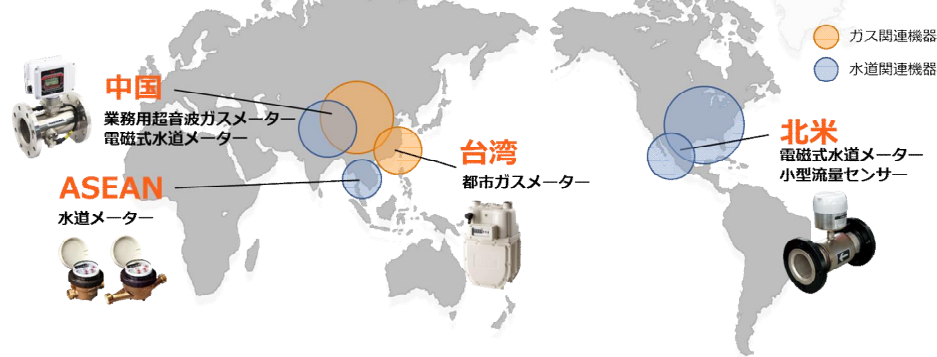 ガス関連機器
水道関連機器
中国
業務用超音波ガスメーター
電磁式水道メーター
台湾
都市ガスメーター
ASEAN
水道メーター
北米
電磁式水道メーター
小型流量センサー